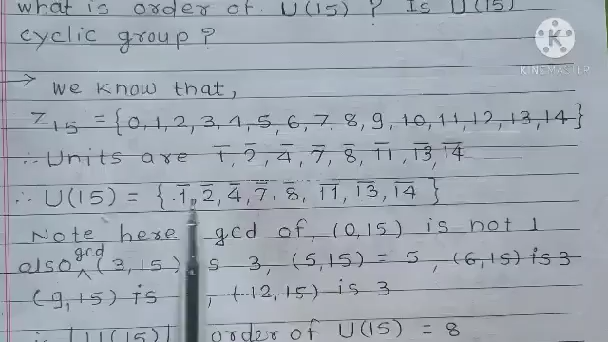 what is order of U(15) ? Is U(15)
cyclic group ?
KINEMASTER
→ we know that,
Z₁₅ = {0,1,2,3,4,5,6,7,8,9,10,11,12,13,14}
∴ Units are 1̅, 2̅, 4̅, 7̅, 8̅, 1̅1̅, 1̅3̅, 1̅4̅
∴ U(15) = { 1̅, 2̅, 4̅, 7̅, 8̅, 1̅1̅, 1̅3̅, 1̅4̅ }
Note here gcd of, (0,15) is not 1
also gcd (3,15) is 3, (5,15) = 5, (6,15) is 3
(9,15) is , (12,15) is 3
|U(15)| order of U(15) = 8